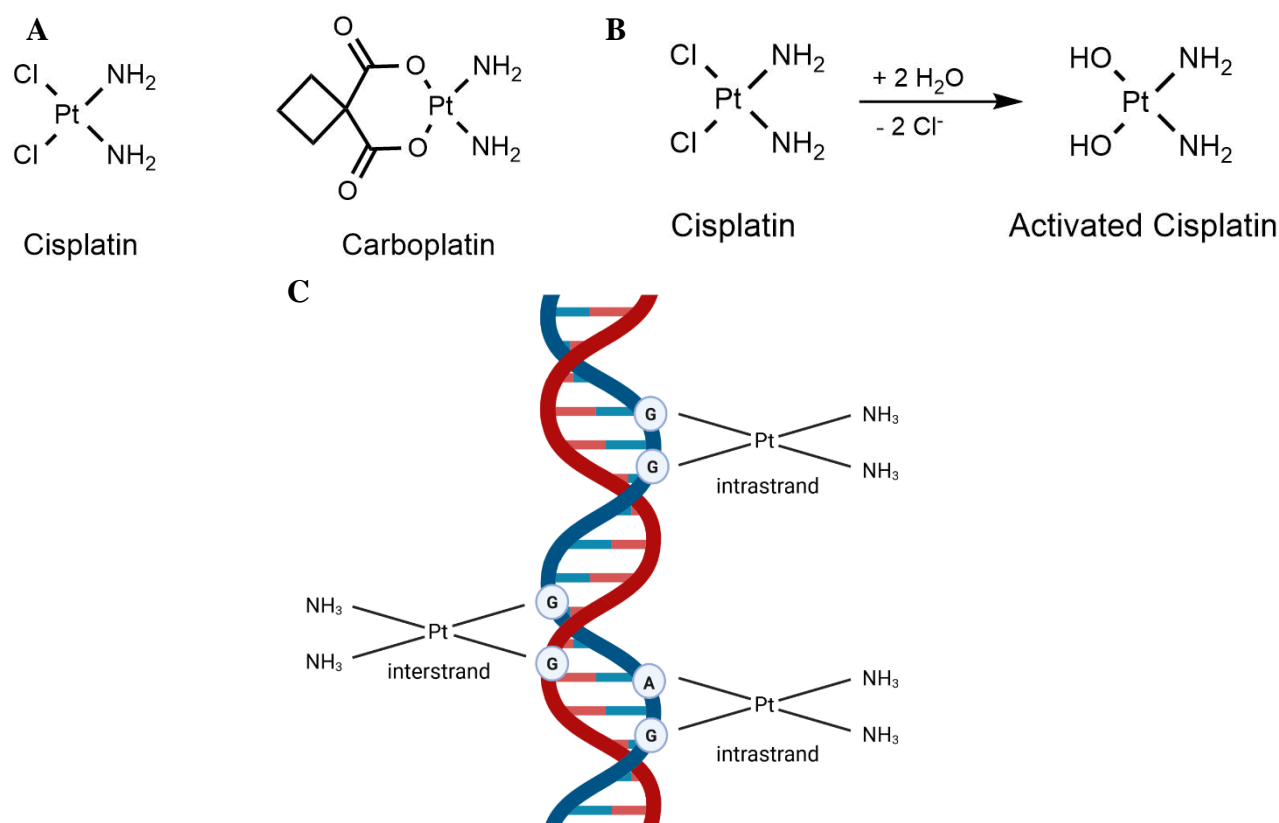 A
Cl
NH₂
Pt
Cl
NH₂
Cisplatin
O
O
NH₂
Pt
O
NH₂
O
Carboplatin
B
Cl
NH₂
Pt
Cl
NH₂
Cisplatin
+ 2 H₂O
- 2 Cl⁻
HO
NH₂
Pt
HO
NH₂
Activated Cisplatin
C
G
G
Pt
NH₃
NH₃
intrastrand
NH₃
NH₃
Pt
interstrand
G
G
A
G
Pt
NH₃
NH₃
intrastrand